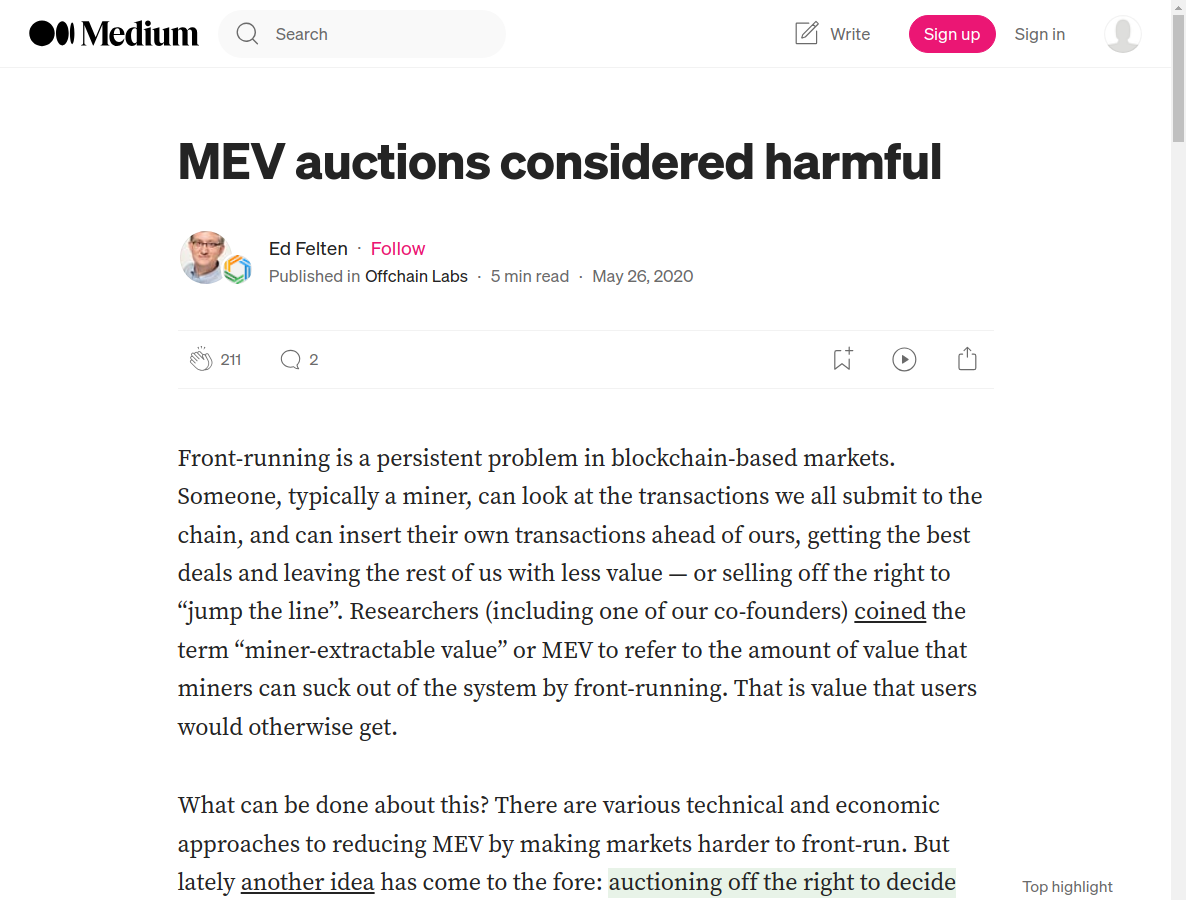 Medium
Search
Write
Sign up
Sign in
MEV auctions considered harmful
Ed Felten · Follow
Published in Offchain Labs · 5 min read · May 26, 2020
211
2
Front-running is a persistent problem in blockchain-based markets.
Someone, typically a miner, can look at the transactions we all submit to the
chain, and can insert their own transactions ahead of ours, getting the best
deals and leaving the rest of us with less value — or selling off the right to
“jump the line”. Researchers (including one of our co-founders) coined the
term “miner-extractable value” or MEV to refer to the amount of value that
miners can suck out of the system by front-running. That is value that users
would otherwise get.
What can be done about this? There are various technical and economic
approaches to reducing MEV by making markets harder to front-run. But
lately another idea has come to the fore: auctioning off the right to decide
Top highlight